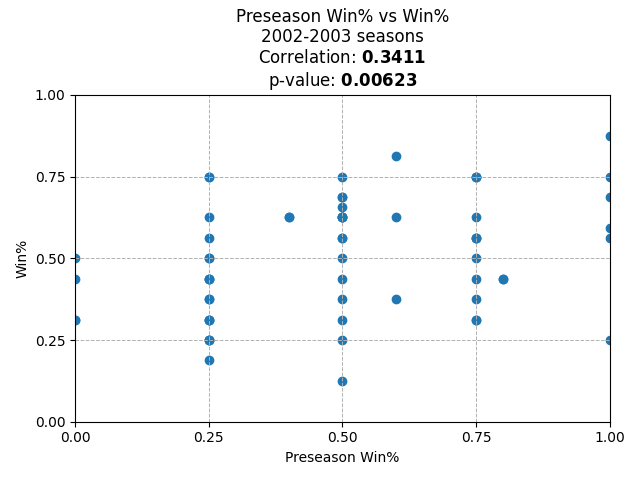 Preseason Win% vs Win%
2002-2003 seasons
Correlation: 0.3411
p-value: 0.00623
1.00
0.75
0.50
0.25
0.00
Win%
0.00 0.25 0.50 0.75 1.00
Preseason Win%